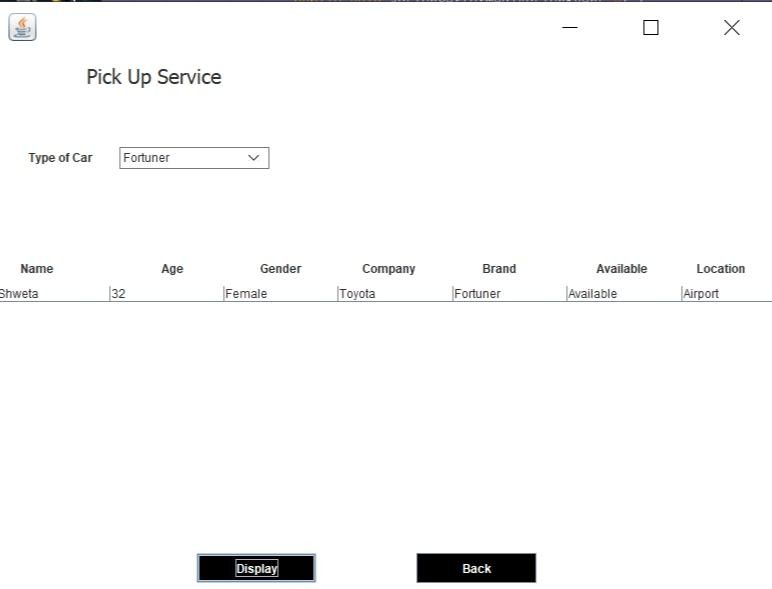 Pick Up Service
Type of Car Fortuner
Name Age Gender Company Brand Available Location
Shweta 32 Female Toyota Fortuner Available Airport
Display Back